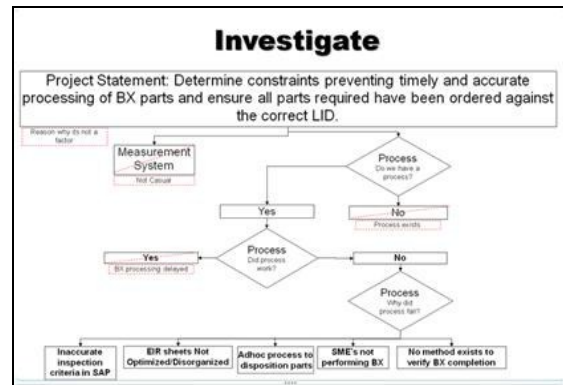 Investigate
Project Statement: Determine constraints preventing timely and accurate
processing of BX parts and ensure all parts required have been ordered against
the correct LID.
Reason why its not a
factor
Measurement
System
Not Casual
Process
Do we have a
process?
Yes
No
Process exists
Yes
BX processing delayed
Process
Did process
work?
No
Process
Why did
process fail?
Inaccurate
inspection
criteria in SAP
EIR sheets Not
Optimized/Disorganized
Adhoc process to
disposition parts
SME's not
performing BX
No method exists to
verify BX completion